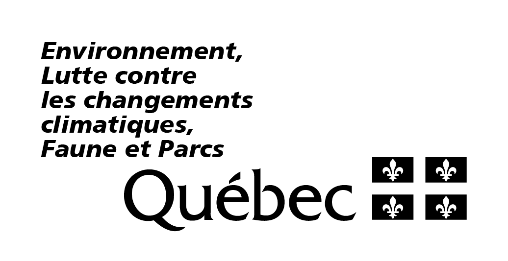 Environnement,
Lutte contre
les changements
climatiques,
Faune et Parcs
Québec